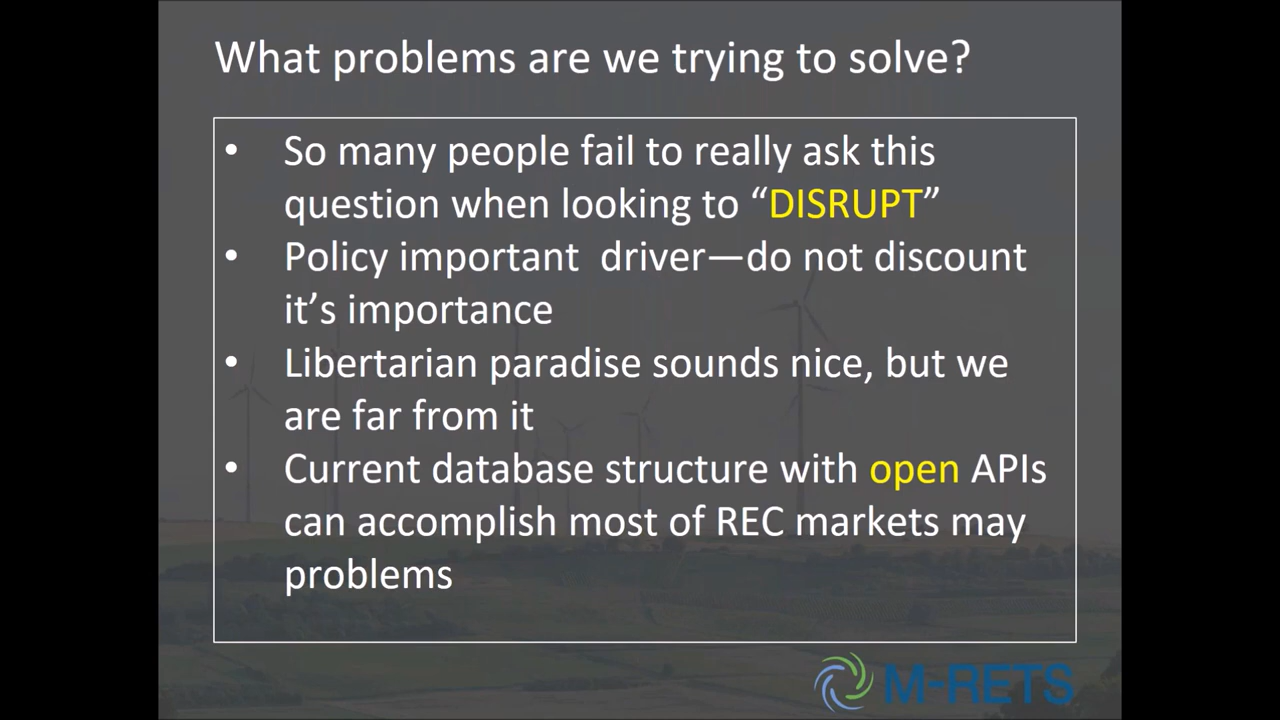 What problems are we trying to solve?
• So many people fail to really ask this
question when looking to “DISRUPT”
• Policy important  driver—do not discount
it’s importance
• Libertarian paradise sounds nice, but we
are far from it
• Current database structure with open APIs
can accomplish most of REC markets may
problems
M-RETS